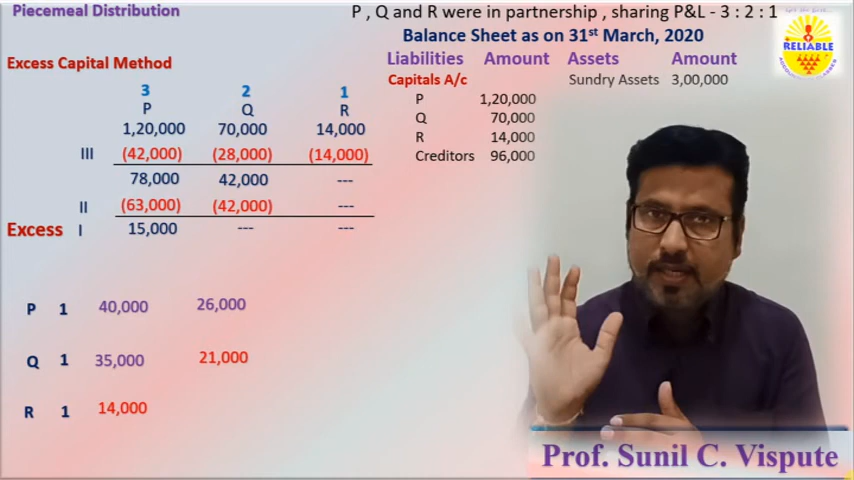 Piecemeal Distribution
P , Q and R were in partnership , sharing P&L - 3 : 2 : 1
Balance Sheet as on 31st March, 2020
Liabilities Amount Assets Amount
Capitals A/c Sundry Assets 3,00,000
P 1,20,000
Q 70,000
R 14,000
Creditors 96,000
RELIABLE
Excess Capital Method
3 2 1
P Q R
1,20,000 70,000 14,000
III (42,000) (28,000) (14,000)
78,000 42,000 ---
II (63,000) (42,000) ---
Excess I 15,000 --- ---
P 1 40,000 26,000
Q 1 35,000 21,000
R 1 14,000
Prof. Sunil C. Vispute